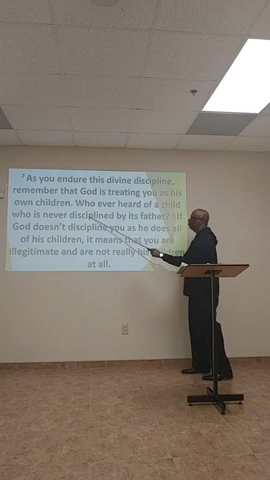 ⁷ As you endure this divine discipline,
remember that God is treating you as his
own children. Who ever heard of a child
who is never disciplined by its father? ⁸ If
God doesn't discipline you as he does all
of his children, it means that you are
illegitimate and are not really his children
at all.